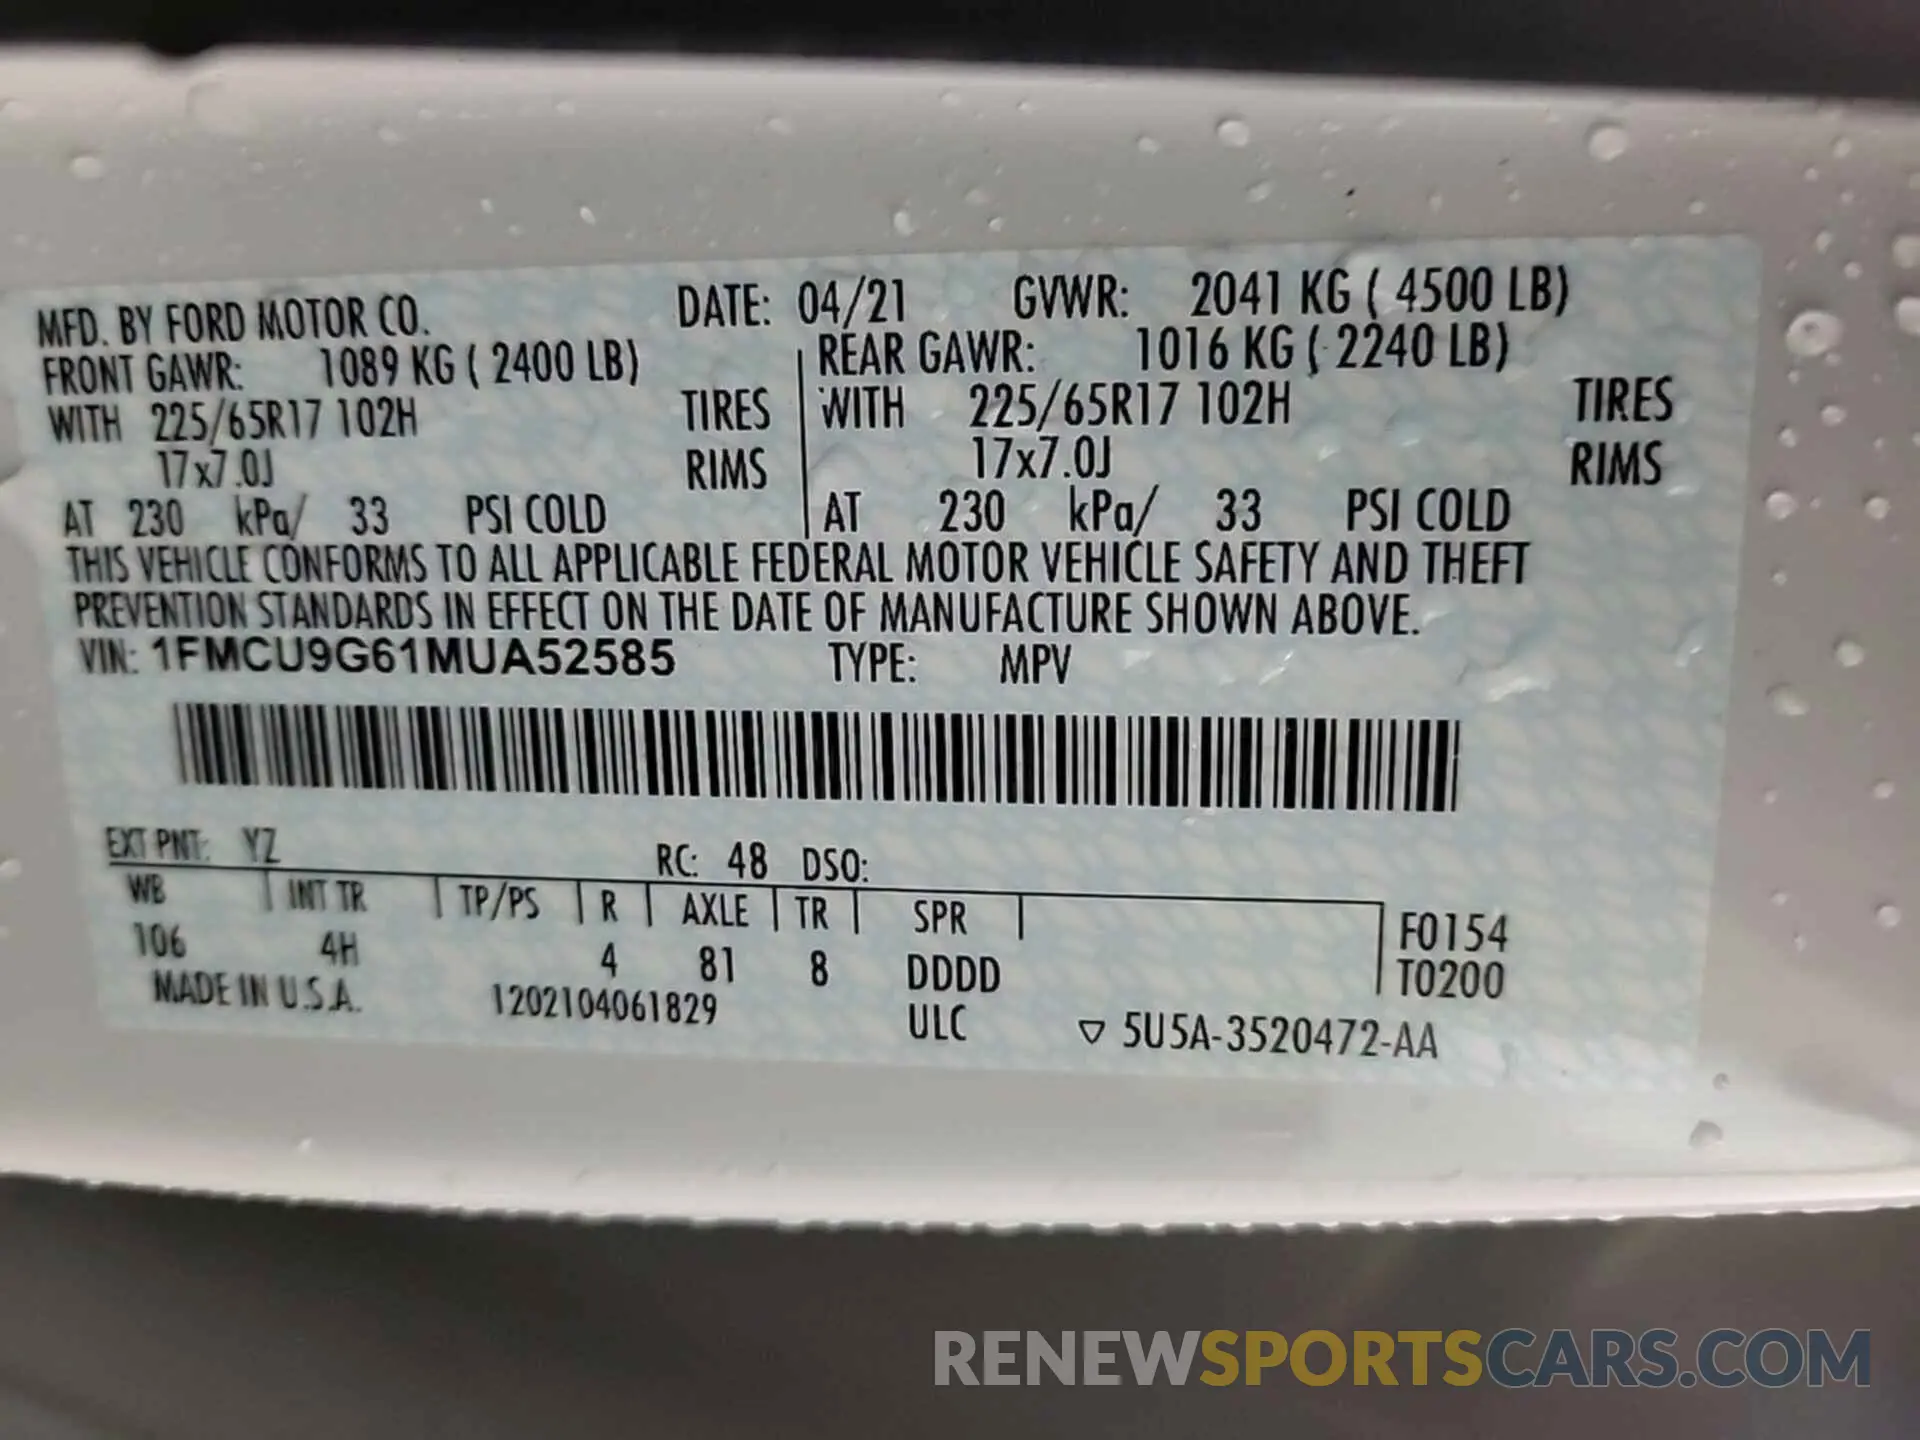 MFD. BY FORD MOTOR CO. DATE: 04/21 GVWR: 2041 KG ( 4500 LB)
FRONT GAWR: 1089 KG ( 2400 LB) REAR GAWR: 1016 KG ( 2240 LB)
WITH 225/65R17 102H TIRES WITH 225/65R17 102H TIRES
17x7.0J RIMS 17x7.0J RIMS
AT 230 kPa/ 33 PSI COLD AT 230 kPa/ 33 PSI COLD
THIS VEHICLE CONFORMS TO ALL APPLICABLE FEDERAL MOTOR VEHICLE SAFETY AND THEFT
PREVENTION STANDARDS IN EFFECT ON THE DATE OF MANUFACTURE SHOWN ABOVE.
VIN: 1FMCU9G61MUA52585 TYPE: MPV
EXT PNT: YZ RC: 48 DSO:
WB INT TR TP/PS R AXLE TR SPR F0154
106 4H 4 81 8 DDDD T0200
MADE IN U.S.A. 1202104061829 ULC ▽ 5U5A-3520472-AA
RENEWSPORTSCARS.COM